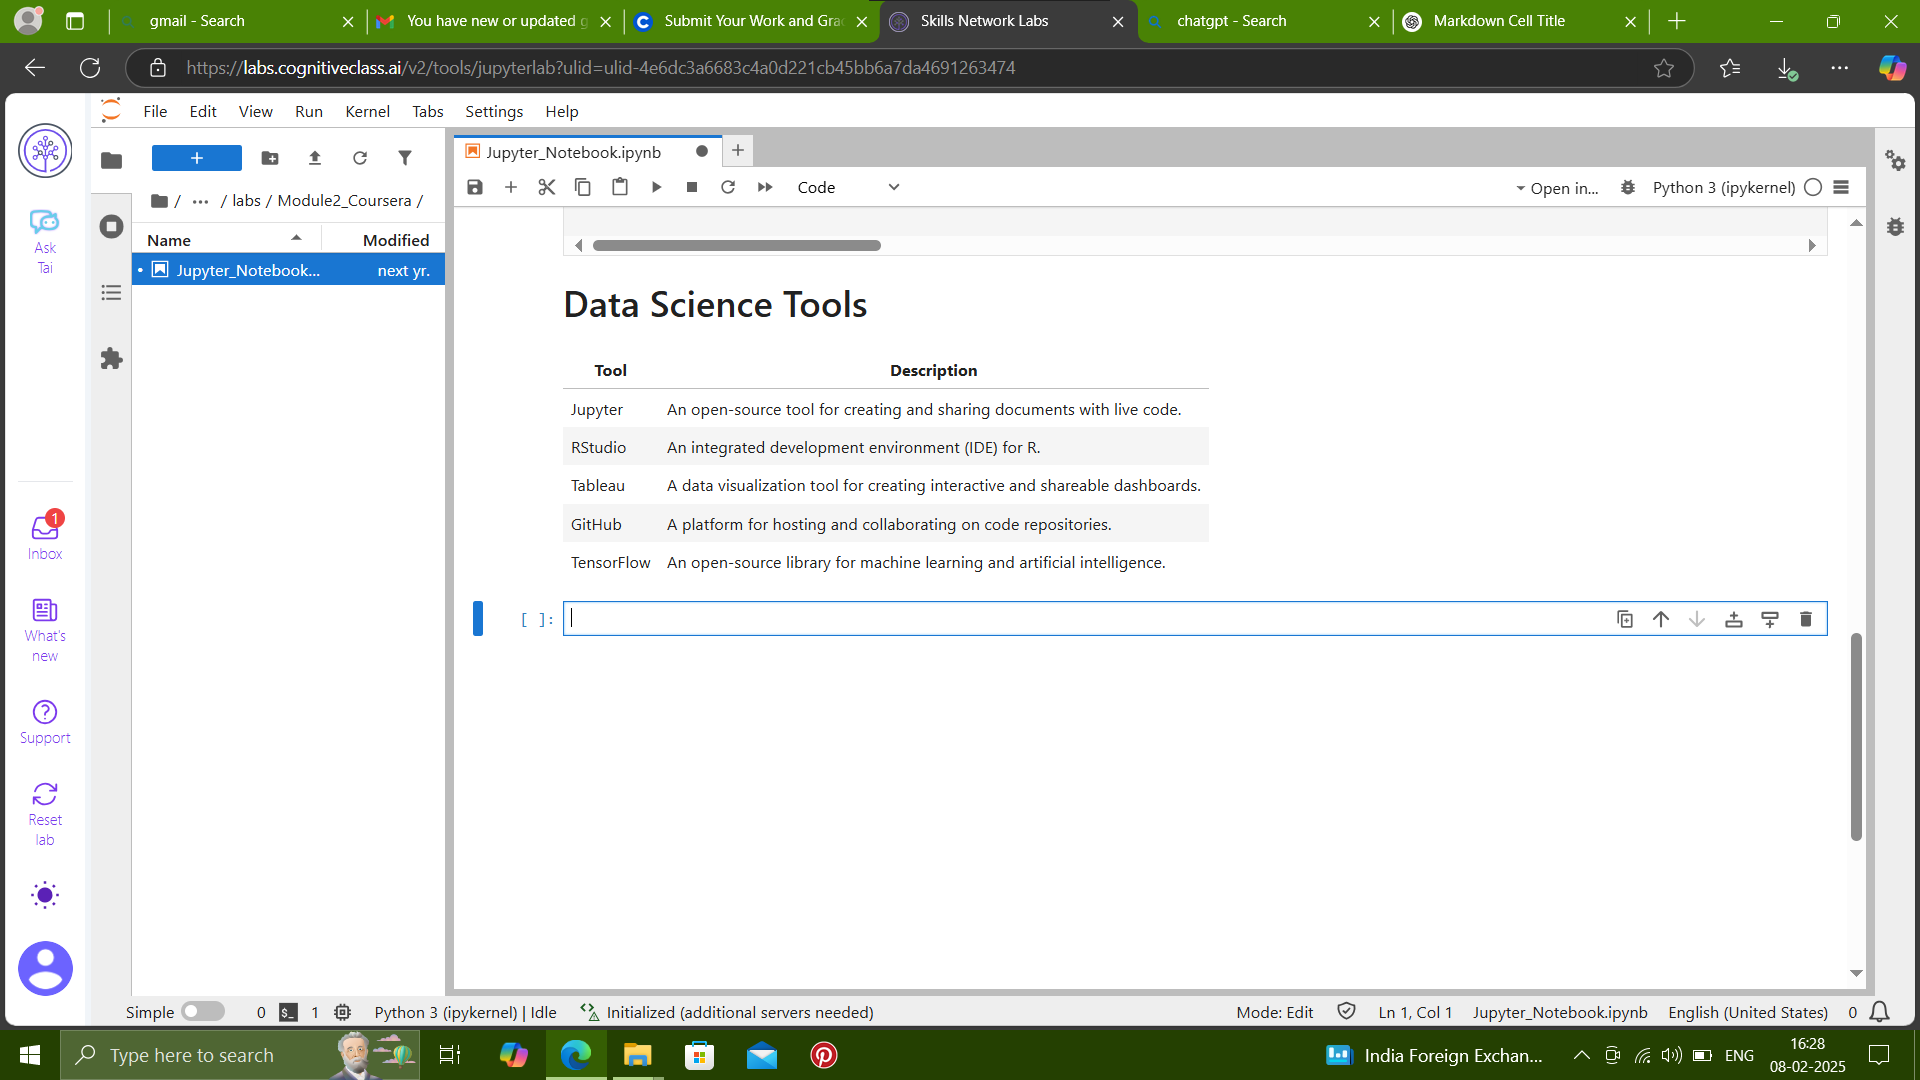 gmail - Search
You have new or updated g
Submit Your Work and Gra
Skills Network Labs
chatgpt - Search
Markdown Cell Title
https://labs.cognitiveclass.ai/v2/tools/jupyterlab?ulid=ulid-4e6dc3a6683c4a0d221cb45bb6a7da4691263474
File Edit View Run Kernel Tabs Settings Help
Ask
Tai
Inbox
1
What's
new
Support
Reset
lab
+
/ ... / labs / Module2_Coursera /
Name Modified
Jupyter_Notebook... next yr.
Jupyter_Notebook.ipynb
Code
Open in...
Python 3 (ipykernel)
Data Science Tools
Tool Description
Jupyter An open-source tool for creating and sharing documents with live code.
RStudio An integrated development environment (IDE) for R.
Tableau A data visualization tool for creating interactive and shareable dashboards.
GitHub A platform for hosting and collaborating on code repositories.
TensorFlow An open-source library for machine learning and artificial intelligence.
[ ]:
Simple 0 $_ 1 Python 3 (ipykernel) | Idle Initialized (additional servers needed) Mode: Edit Ln 1, Col 1 Jupyter_Notebook.ipynb English (United States) 0
Type here to search
India Foreign Exchan...
ENG
16:28
08-02-2025